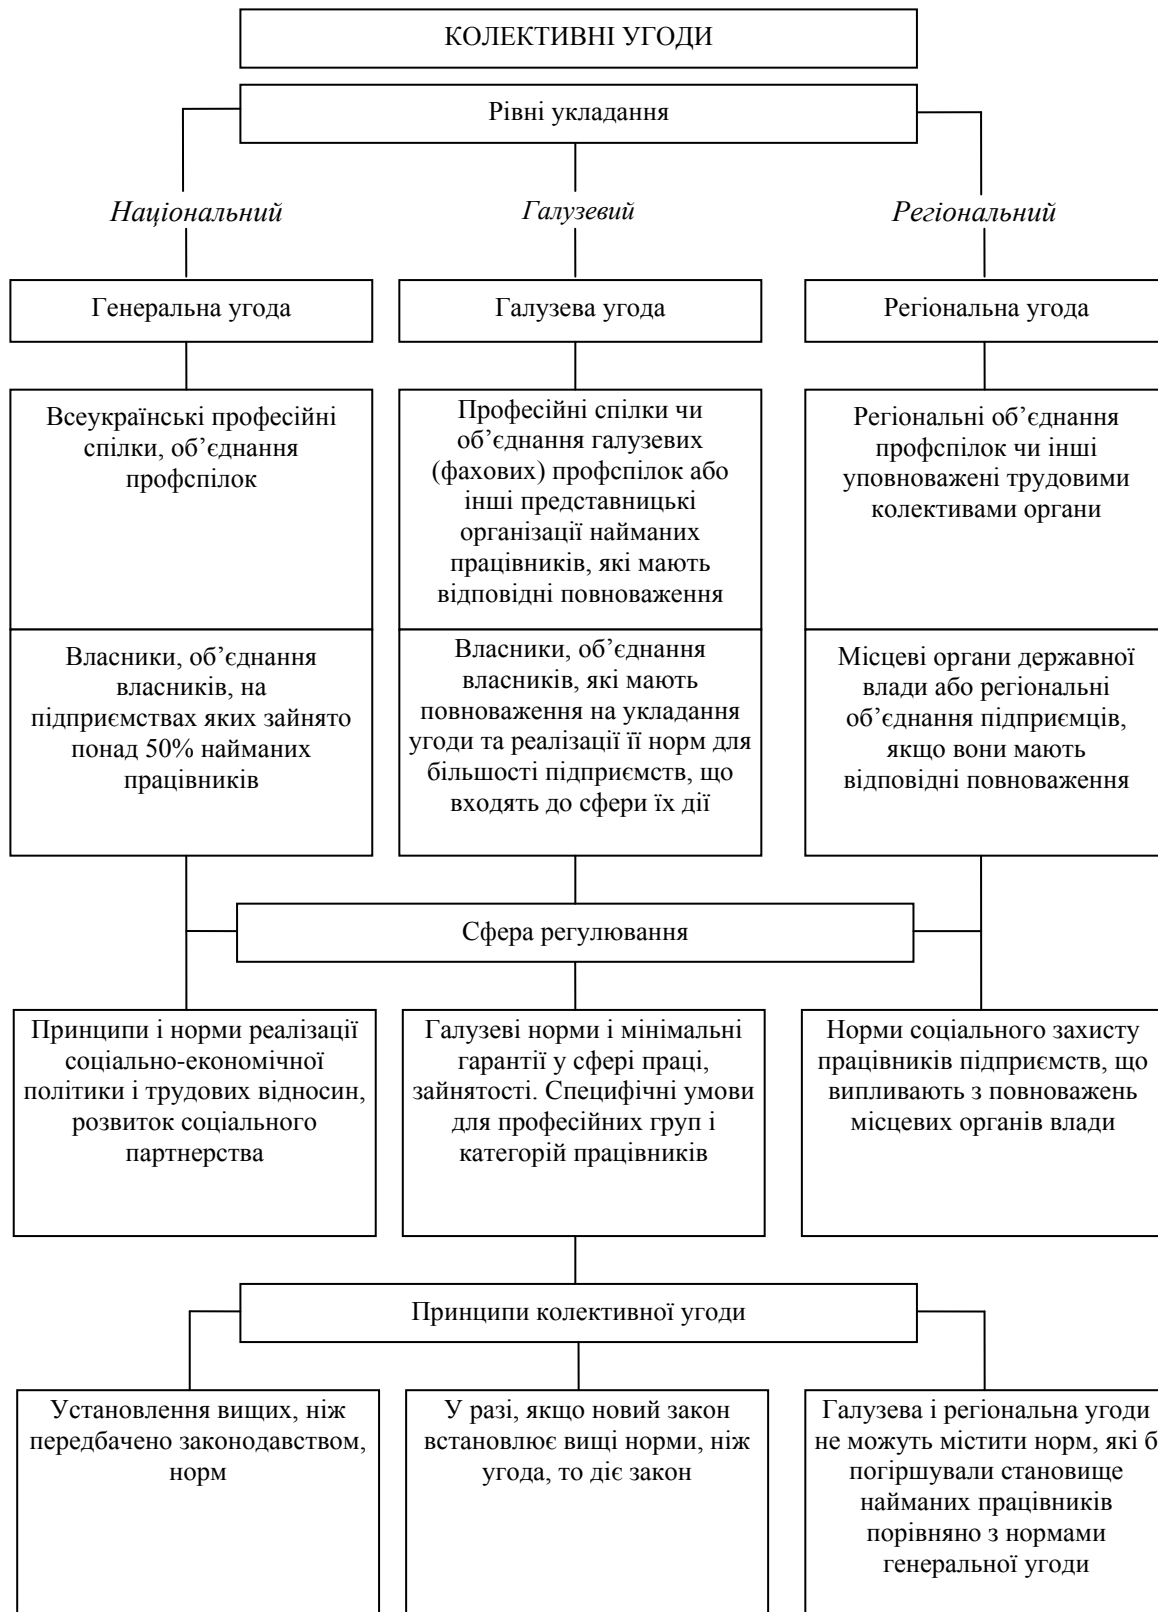 КОЛЕКТИВНІ УГОДИ
Рівні укладання
Національний
Галузевий
Регіональний
Генеральна угода
Галузева угода
Регіональна угода
Всеукраїнські професійні
спілки, об’єднання
профспілок
Професійні спілки чи
об’єднання галузевих
(фахових) профспілок або
інші представницькі
організації найманих
працівників, які мають
відповідні повноваження
Регіональні об’єднання
профспілок чи інші
уповноважені трудовими
колективами органи
Власники, об’єднання
власників, на
підприємствах яких зайнято
понад 50% найманих
працівників
Власники, об’єднання
власників, які мають
повноваження на укладання
угоди та реалізації її норм для
більшості підприємств, що
входять до сфери їх дії
Місцеві органи державної
влади або регіональні
об’єднання підприємців,
якщо вони мають
відповідні повноваження
Сфера регулювання
Принципи і норми реалізації
соціально-економічної
політики і трудових відносин,
розвиток соціального
партнерства
Галузеві норми і мінімальні
гарантії у сфері праці,
зайнятості. Специфічні умови
для професійних груп і
категорій працівників
Норми соціального захисту
працівників підприємств, що
випливають з повноважень
місцевих органів влади
Принципи колективної угоди
Установлення вищих, ніж
передбачено законодавством,
норм
У разі, якщо новий закон
встановлює вищі норми, ніж
угода, то діє закон
Галузева і регіональна угоди
не можуть містити норм, які б
погіршували становище
найманих працівників
порівняно з нормами
генеральної угоди